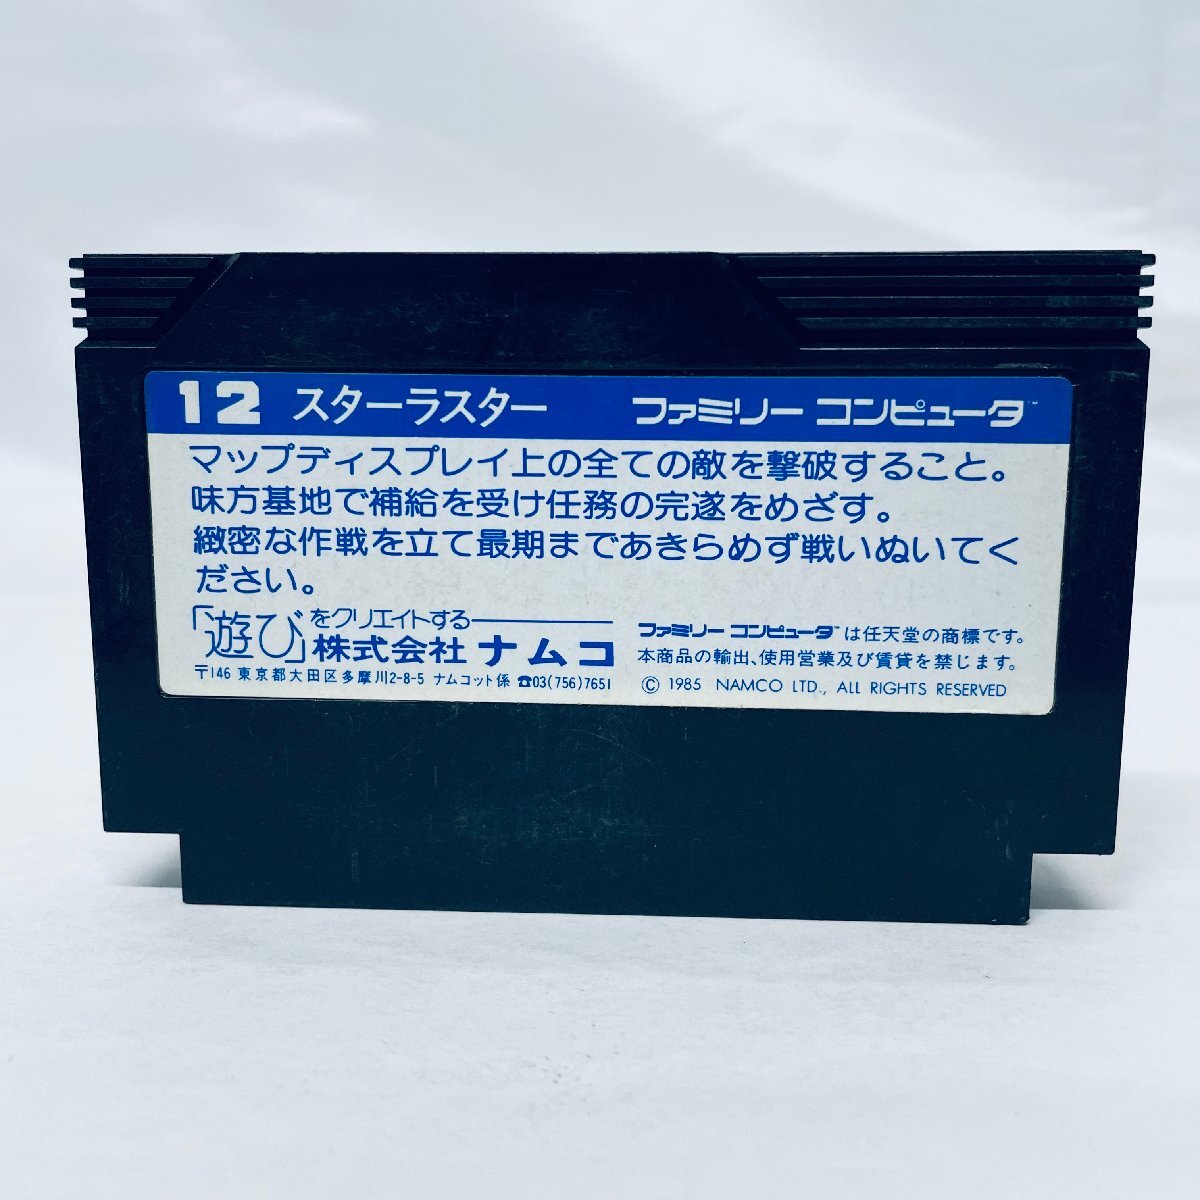 12 スターラスター ファミリー コンピュータ™
マップディスプレイ上の全ての敵を撃破すること。
味方基地で補給を受け任務の完遂をめざす。
緻密な作戦を立て最期まであきらめず戦いぬいてく
ださい。
「遊び」をクリエイトする
株式会社 ナムコ
〒146 東京都大田区多摩川2-8-5 ナムコット係 ☎03(756)7651
ファミリー コンピュータ™は任天堂の商標です。
本商品の輸出、使用営業及び賃貸を禁じます。
© 1985 NAMCO LTD., ALL RIGHTS RESERVED